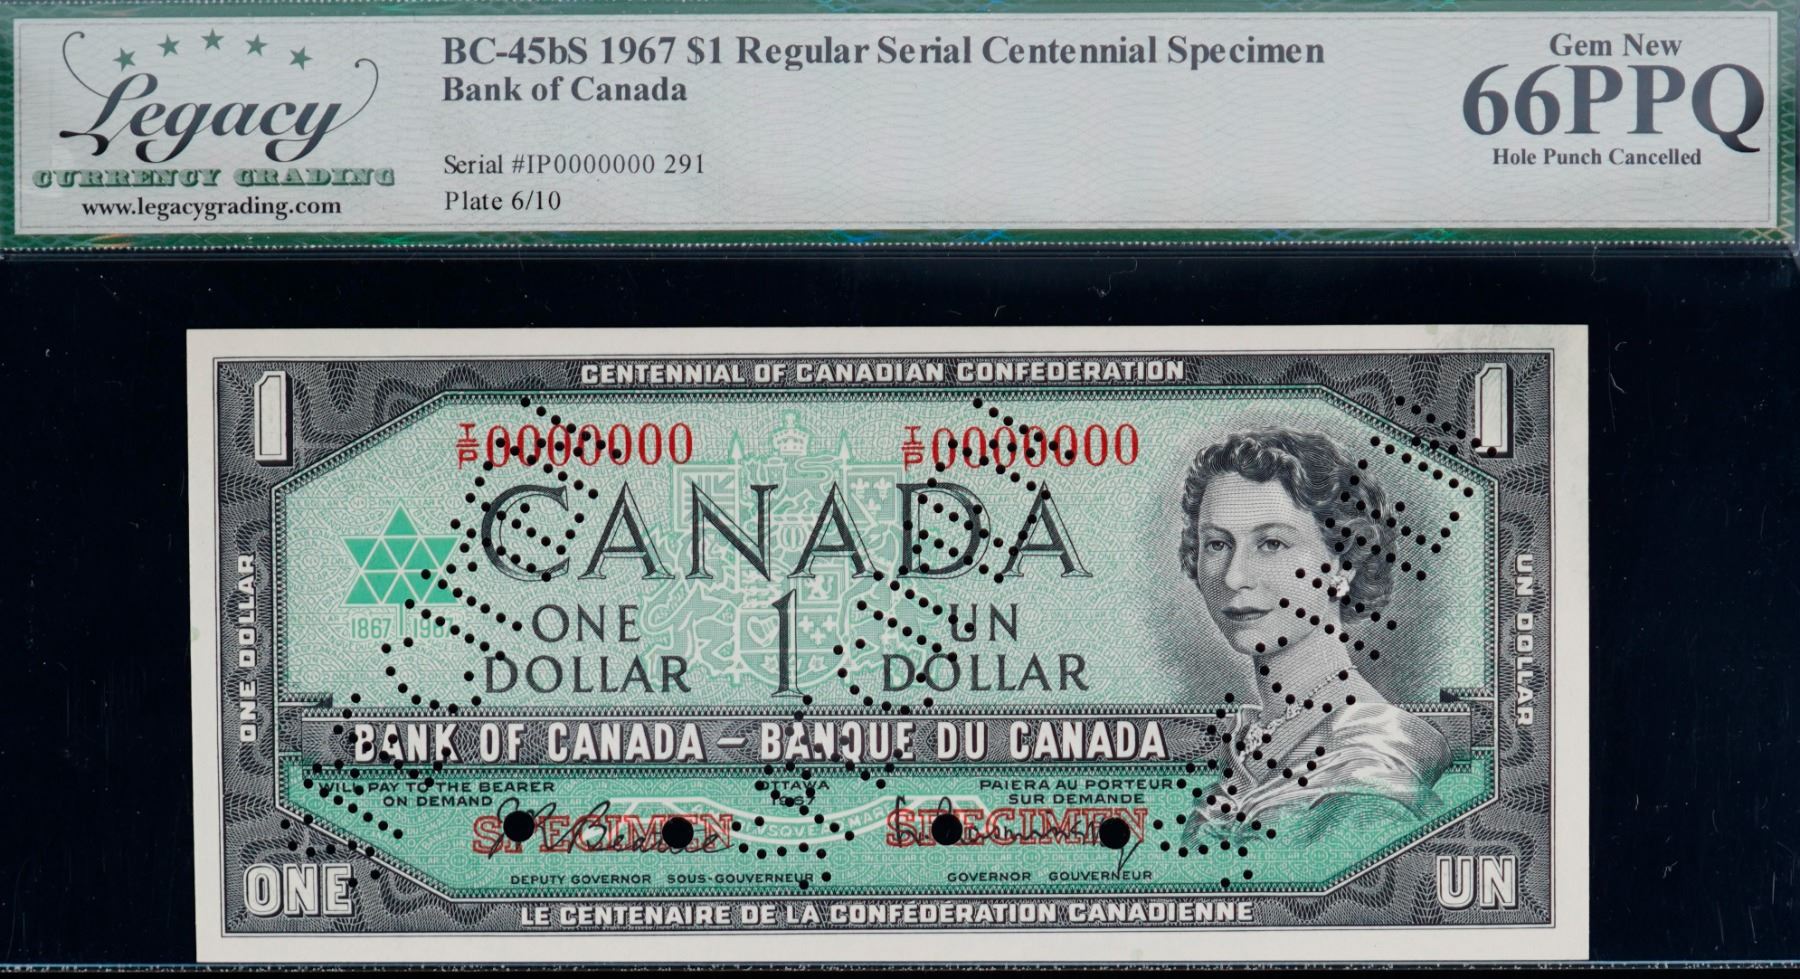 Legacy
CURRENCY GRADING
www.legacygrading.com
BC-45bS 1967 $1 Regular Serial Centennial Specimen
Bank of Canada
Serial #IP0000000 291
Plate 6/10
Gem New
66PPQ
Hole Punch Cancelled
1 CENTENNIAL OF CANADIAN CONFEDERATION 1
I/P 0000000 I/P 0000000
CANADA
1867 1967
ONE DOLLAR 1 UN DOLLAR
ONE DOLLAR
UN DOLLAR
BANK OF CANADA – BANQUE DU CANADA
WILL PAY TO THE BEARER ON DEMAND
OTTAWA 1967
PAIERA AU PORTEUR SUR DEMANDE
SPECIMEN SPECIMEN
DEPUTY GOVERNOR SOUS-GOUVERNEUR
GOVERNOR GOUVERNEUR
ONE UN
LE CENTENAIRE DE LA CONFÉDÉRATION CANADIENNE